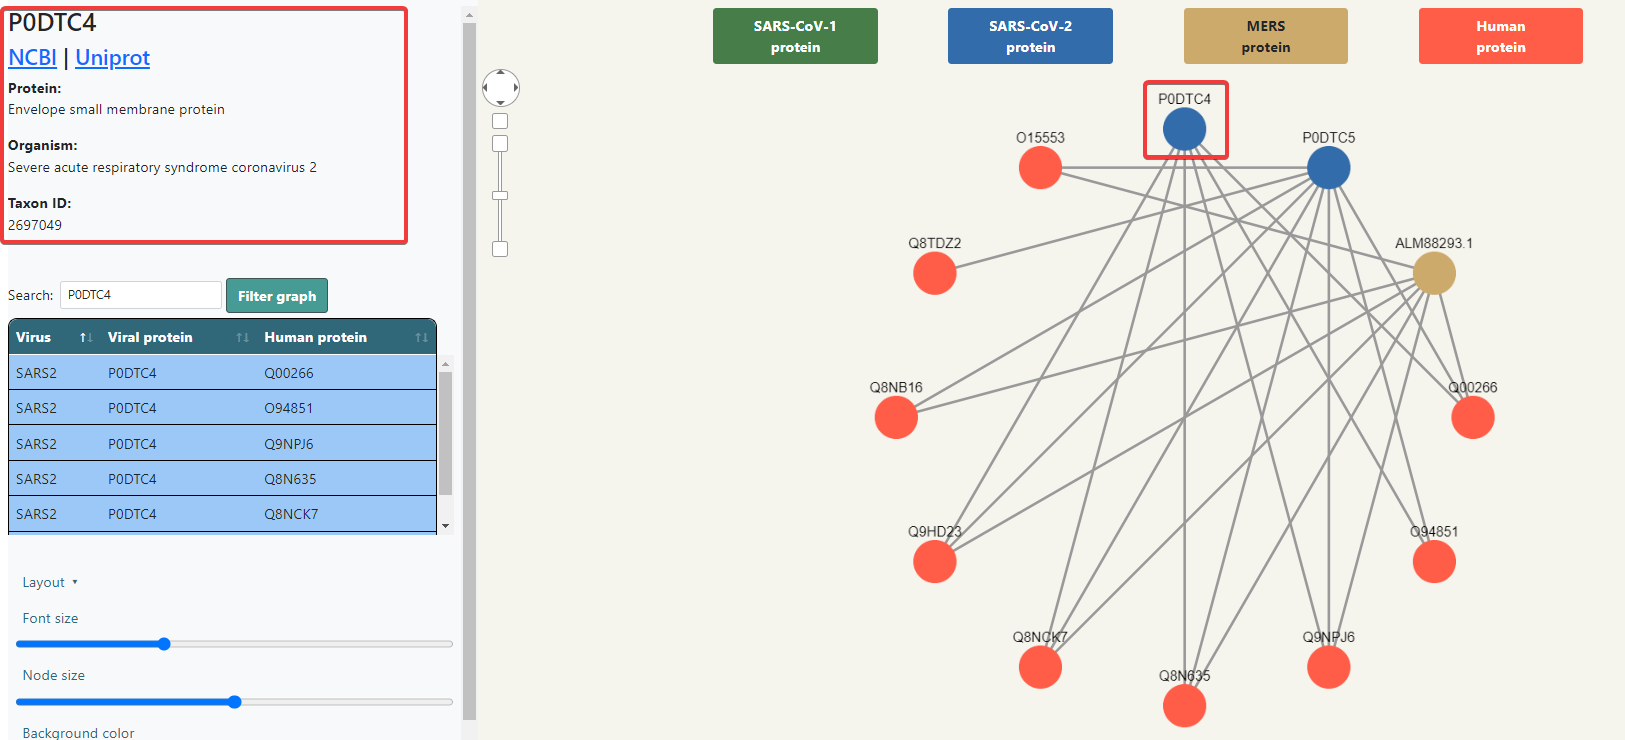 P0DTC4
NCBI | Uniprot
Protein:
Envelope small membrane protein
Organism:
Severe acute respiratory syndrome coronavirus 2
Taxon ID:
2697049
Search: P0DTC4 Filter graph
Virus Viral protein Human protein
SARS2 P0DTC4 Q00266
SARS2 P0DTC4 O94851
SARS2 P0DTC4 Q9NPJ6
SARS2 P0DTC4 Q8N635
SARS2 P0DTC4 Q8NCK7
Layout
Font size
Node size
Background color
SARS-CoV-1
protein
SARS-CoV-2
protein
MERS
protein
Human
protein
P0DTC4
O15553
P0DTC5
Q8TDZ2
ALM88293.1
Q8NB16
Q00266
Q9HD23
O94851
Q8NCK7
Q9NPJ6
Q8N635